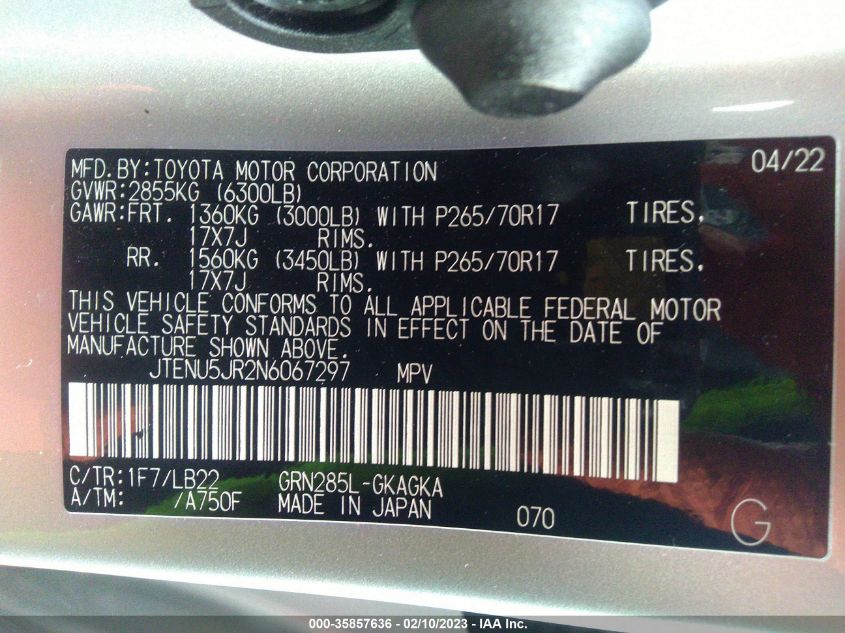 MFD.BY:TOYOTA MOTOR CORPORATION 04/22
GVWR:2855KG (6300LB)
GAWR:FRT. 1360KG (3000LB) WITH P265/70R17 TIRES,
17X7J RIMS.
RR. 1560KG (3450LB) WITH P265/70R17 TIRES,
17X7J RIMS.
THIS VEHICLE CONFORMS TO ALL APPLICABLE FEDERAL MOTOR
VEHICLE SAFETY STANDARDS IN EFFECT ON THE DATE OF
MANUFACTURE SHOWN ABOVE.
JTENU5JR2N6067297 MPV
C/TR:1F7/LB22 GRN285L-GKAGKA
A/TM: /A750F MADE IN JAPAN 070 G
000-35857636 - 02/10/2023 - IAA Inc.